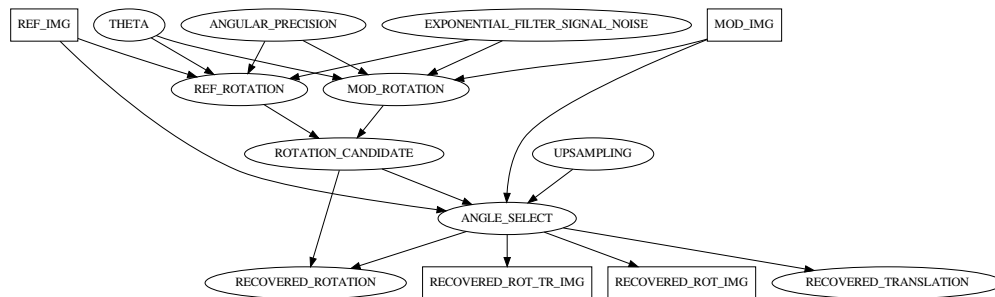 REF_IMG
THETA
ANGULAR_PRECISION
EXPONENTIAL_FILTER_SIGNAL_NOISE
MOD_IMG
REF_ROTATION
MOD_ROTATION
ROTATION_CANDIDATE
UPSAMPLING
ANGLE_SELECT
RECOVERED_ROTATION
RECOVERED_ROT_TR_IMG
RECOVERED_ROT_IMG
RECOVERED_TRANSLATION